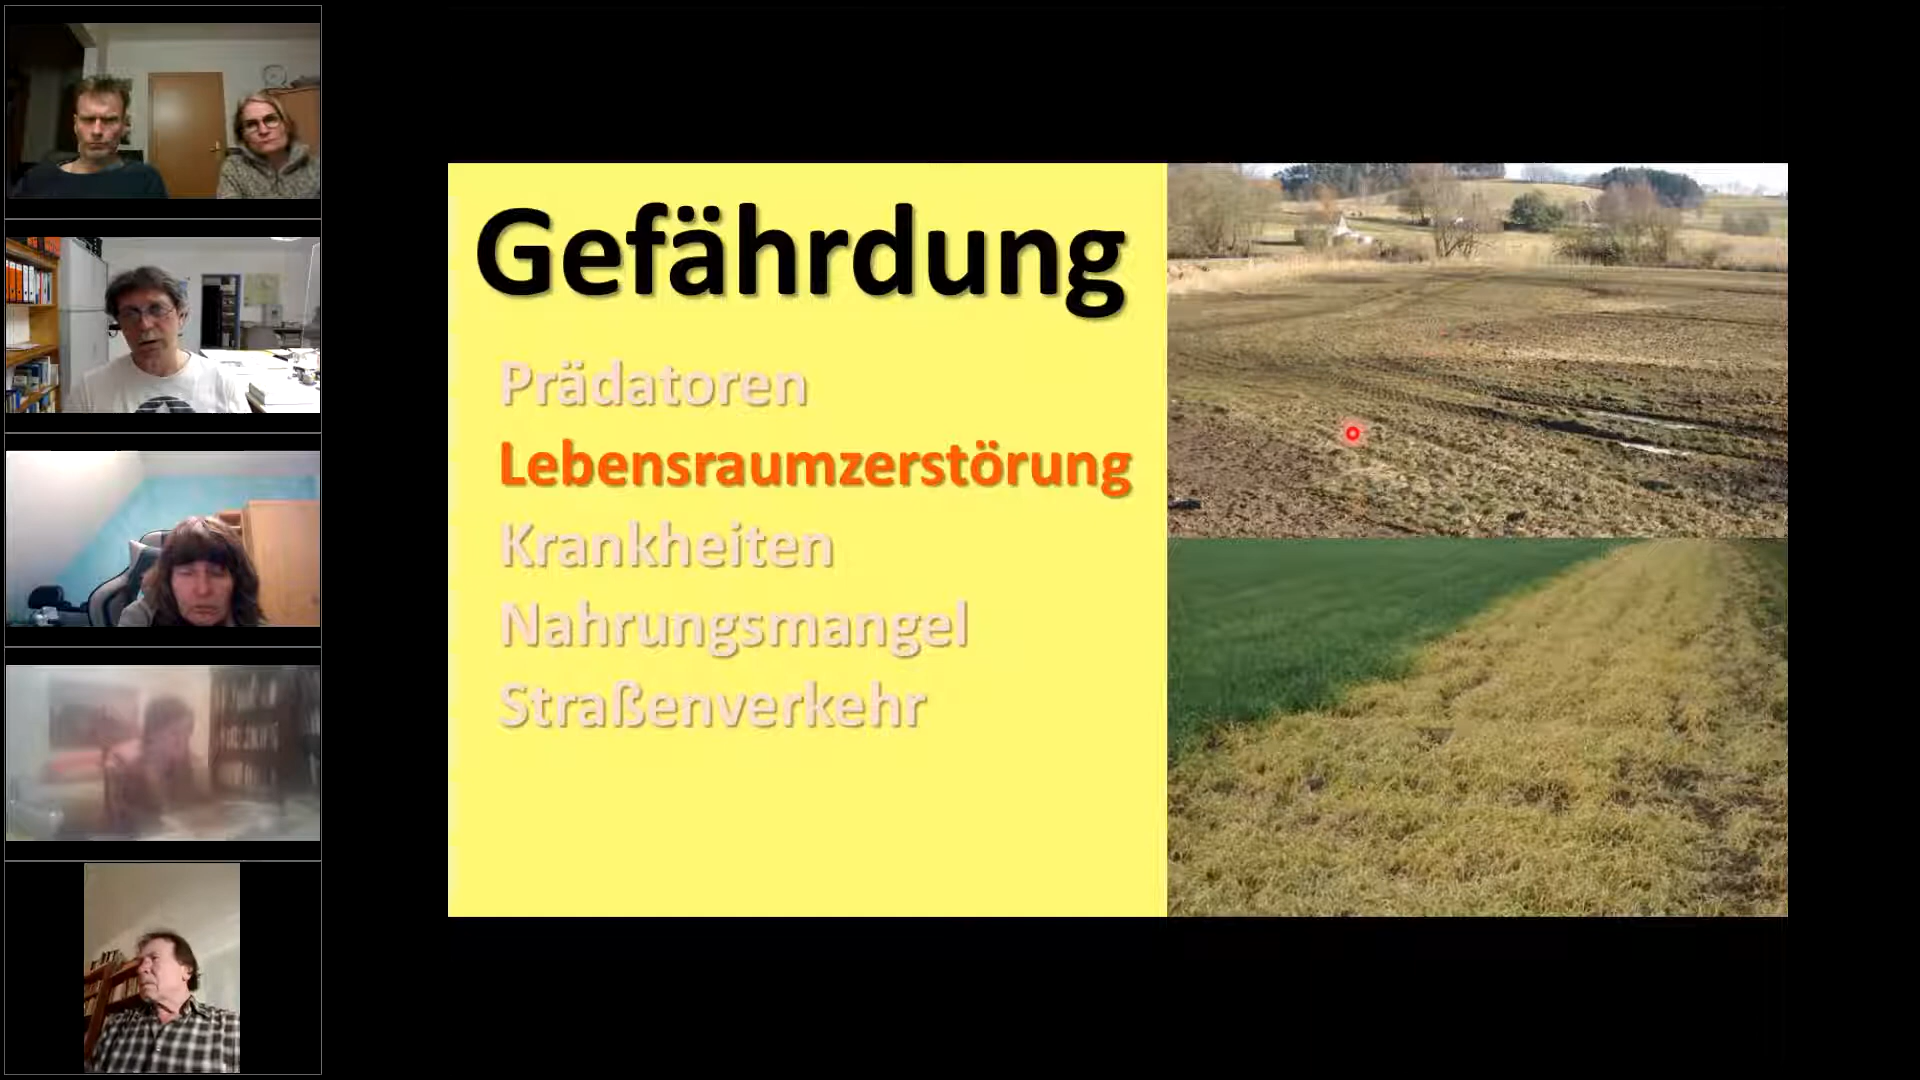 Gefährdung
Prädatoren
Lebensraumzerstörung
Krankheiten
Nahrungsmangel
Straßenverkehr